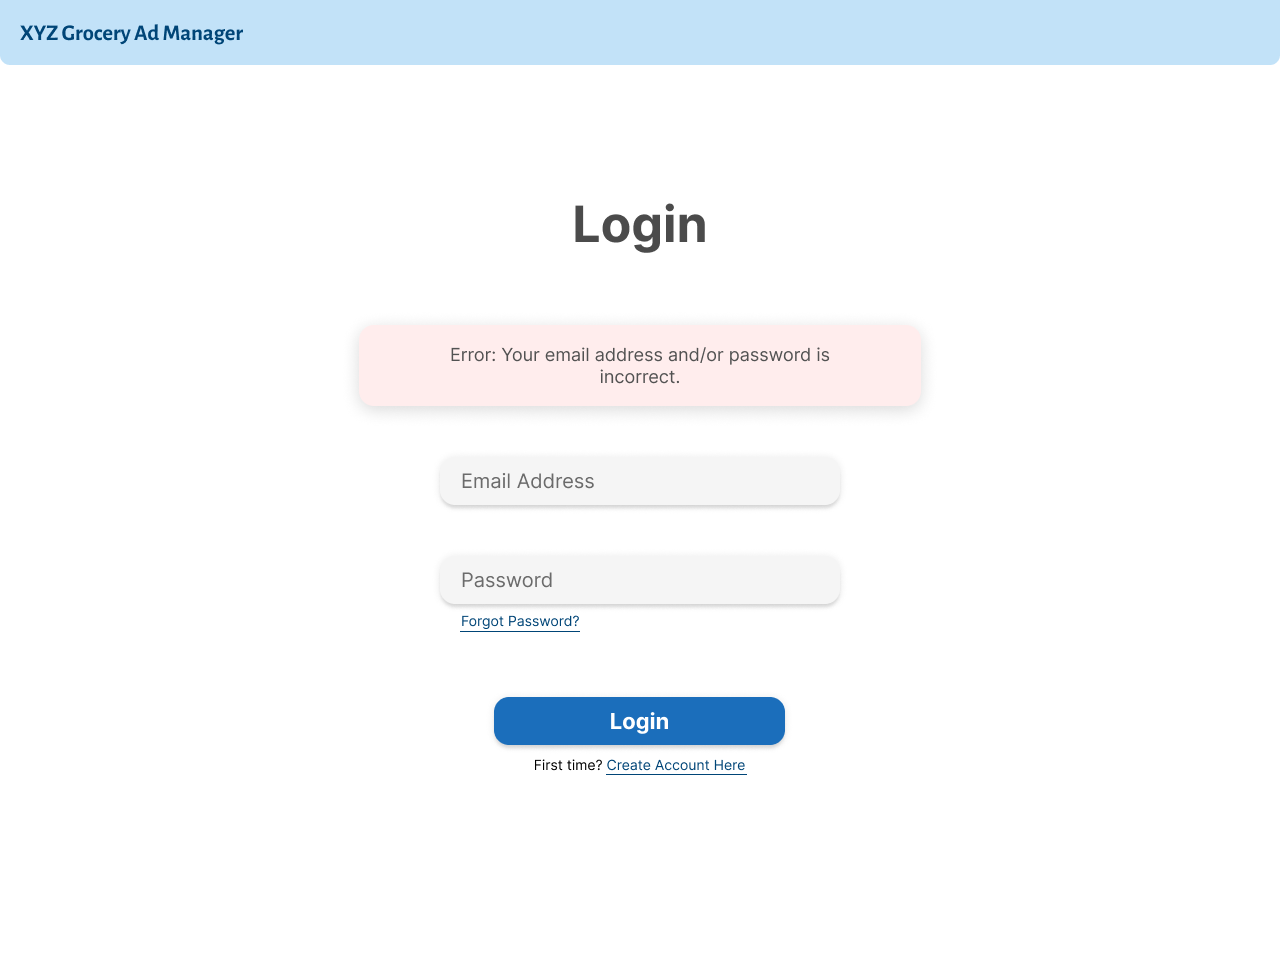 XYZ Grocery Ad Manager
Login
Error: Your email address and/or password is
incorrect.
Email Address
Password
Forgot Password?
Login
First time? Create Account Here